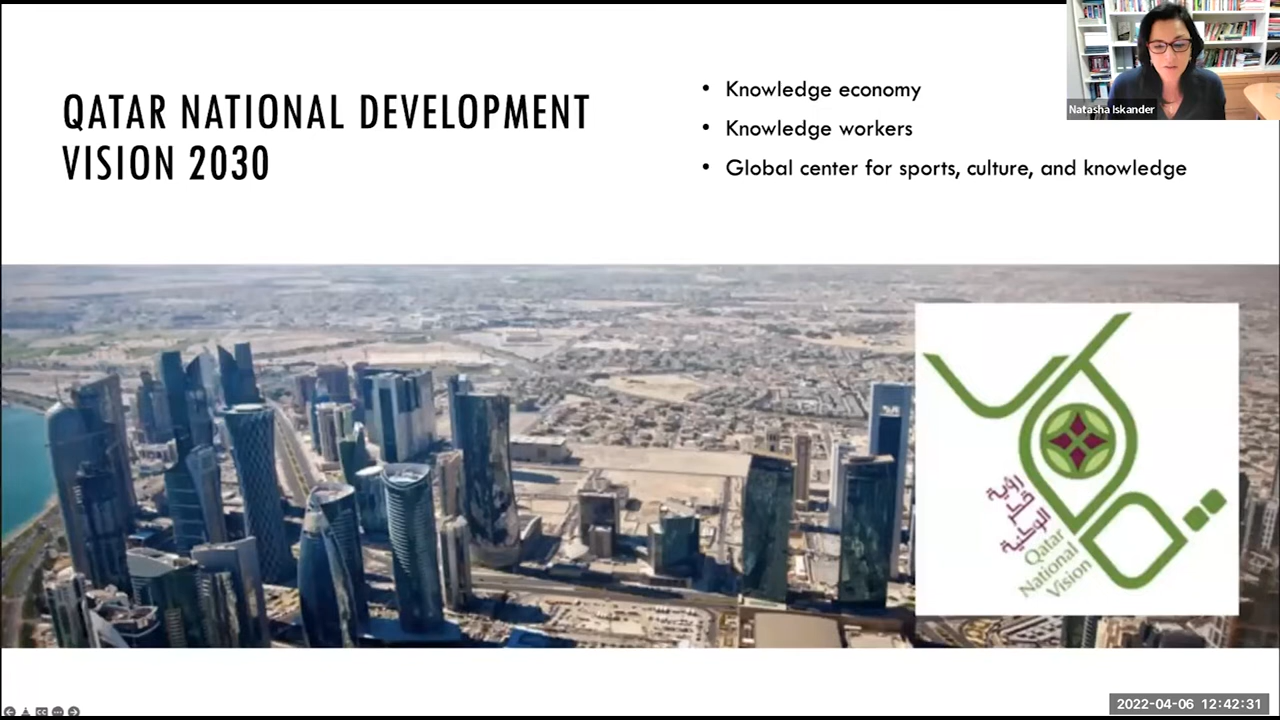 QATAR NATIONAL DEVELOPMENT
VISION 2030
• Knowledge economy
• Knowledge workers
• Global center for sports, culture, and knowledge
Natasha Iskander
رؤية
قطر
الوطنية
Qatar
National
Vision
2022-04-06 12:42:31